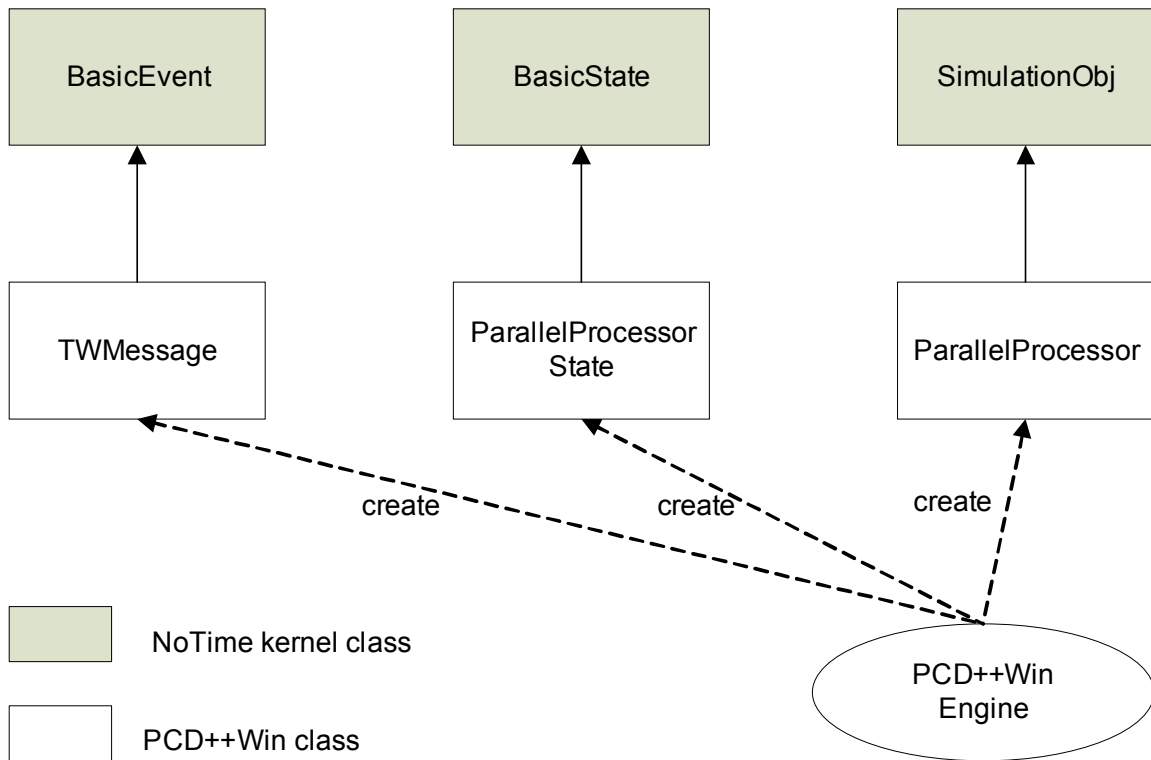 BasicEvent
BasicState
SimulationObj
TWMessage
ParallelProcessor
State
ParallelProcessor
create
create
create
NoTime kernel class
PCD++Win
Engine
PCD++Win class